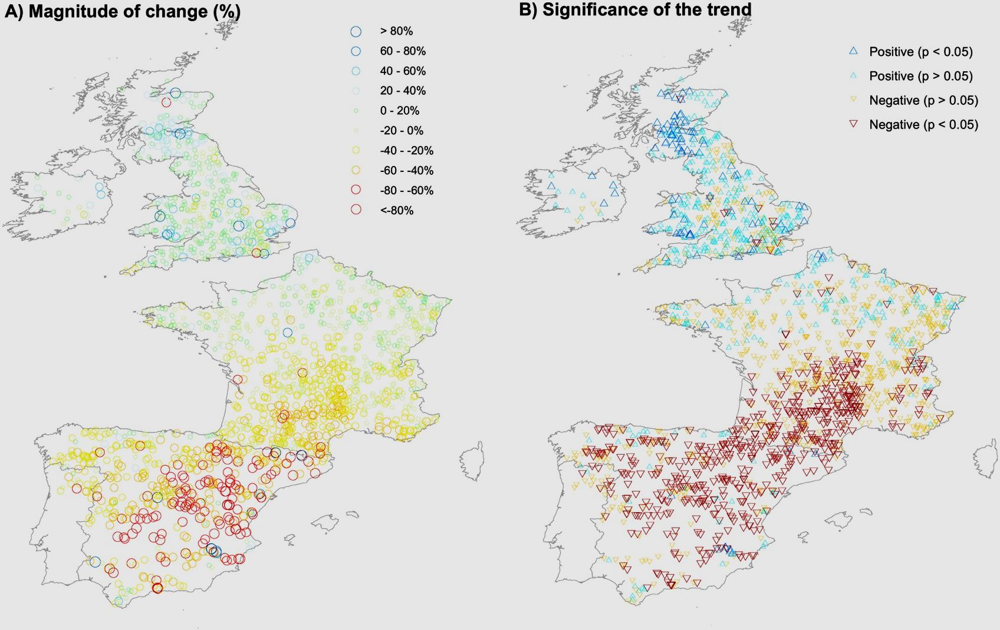 A) Magnitude of change (%)
> 80%
60 - 80%
40 - 60%
20 - 40%
0 - 20%
-20 - 0%
-40 - -20%
-60 - -40%
-80 - -60%
<-80%
B) Significance of the trend
Positive (p < 0.05)
Positive (p > 0.05)
Negative (p > 0.05)
Negative (p < 0.05)